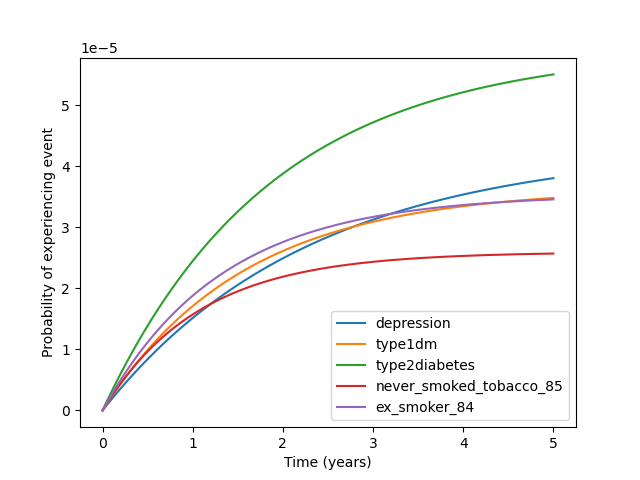 1e−5
Probability of experiencing event
5
4
3
2
1
0
depression
type1dm
type2diabetes
never_smoked_tobacco_85
ex_smoker_84
0 1 2 3 4 5
Time (years)